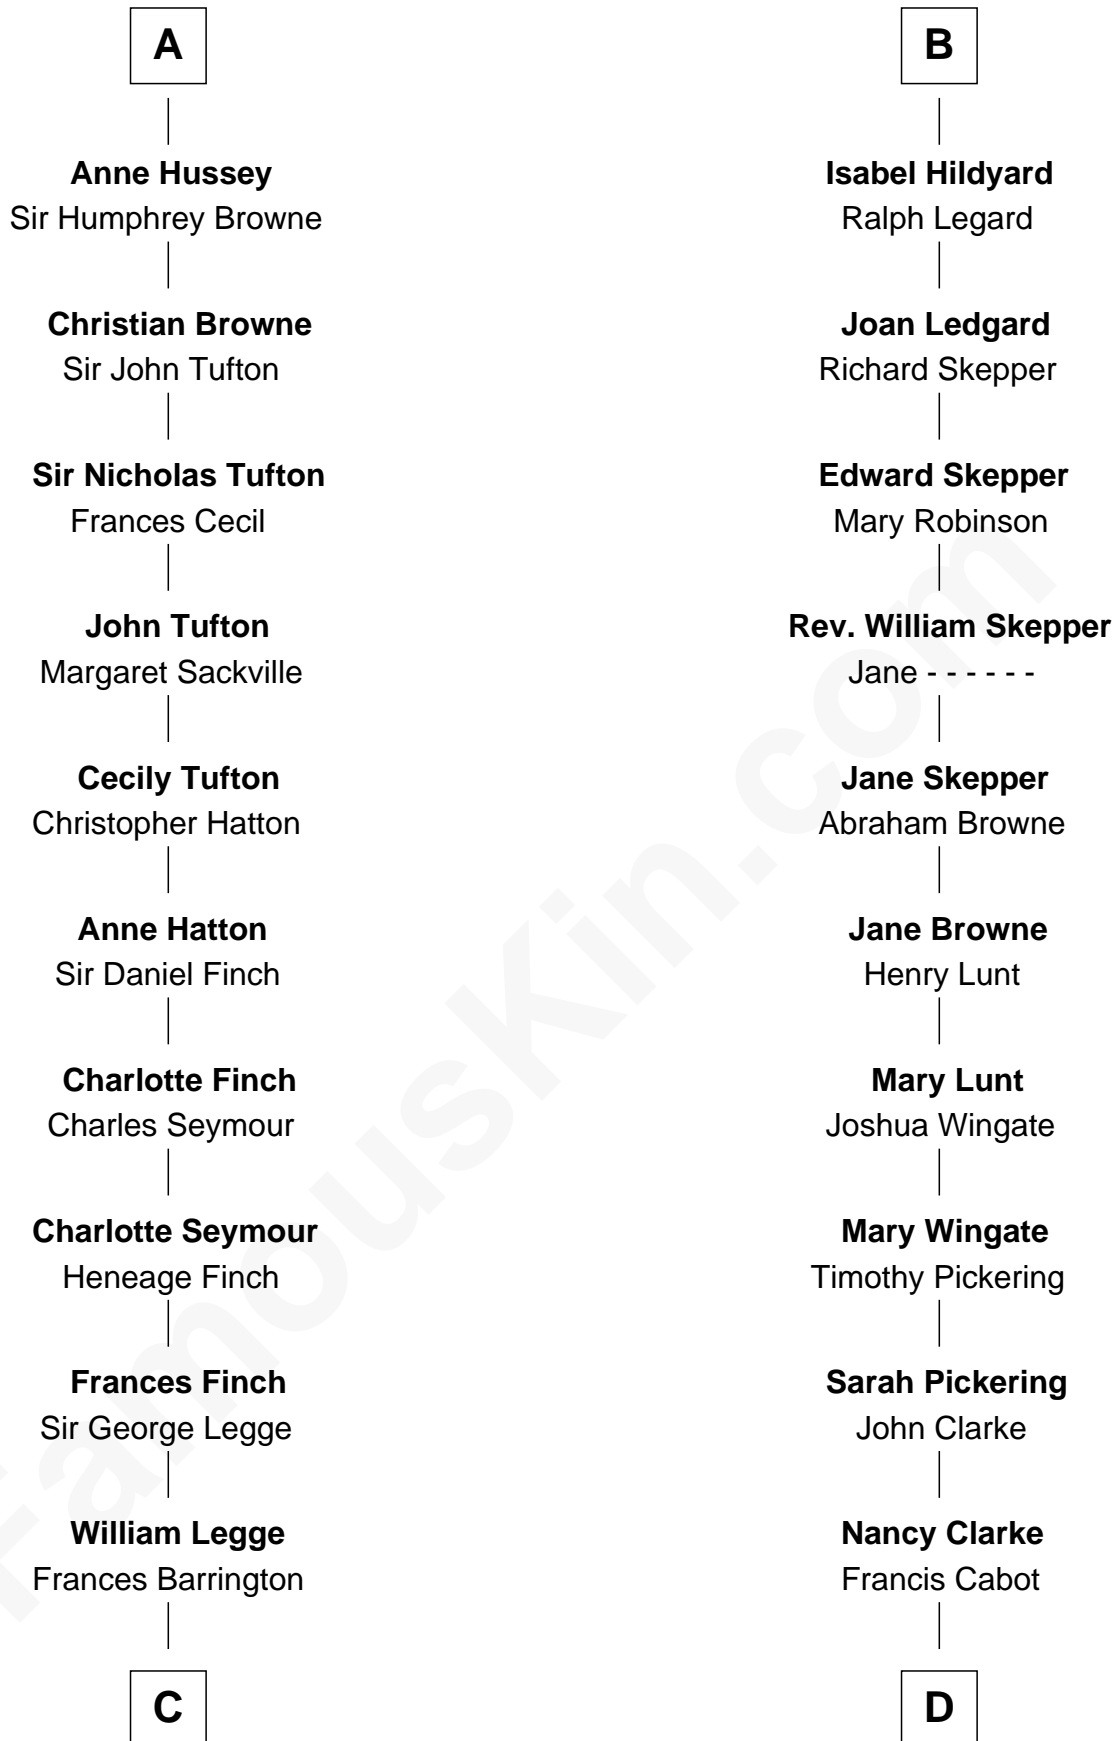 A
Anne Hussey
Sir Humphrey Browne
Christian Browne
Sir John Tufton
Sir Nicholas Tufton
Frances Cecil
John Tufton
Margaret Sackville
Cecily Tufton
Christopher Hatton
Anne Hatton
Sir Daniel Finch
Charlotte Finch
Charles Seymour
Charlotte Seymour
Heneage Finch
Frances Finch
Sir George Legge
William Legge
Frances Barrington
C
B
Isabel Hildyard
Ralph Legard
Joan Ledgard
Richard Skepper
Edward Skepper
Mary Robinson
Rev. William Skepper
Jane - - - - - -
Jane Skepper
Abraham Browne
Jane Browne
Henry Lunt
Mary Lunt
Joshua Wingate
Mary Wingate
Timothy Pickering
Sarah Pickering
John Clarke
Nancy Clarke
Francis Cabot
D
FamousKin.com